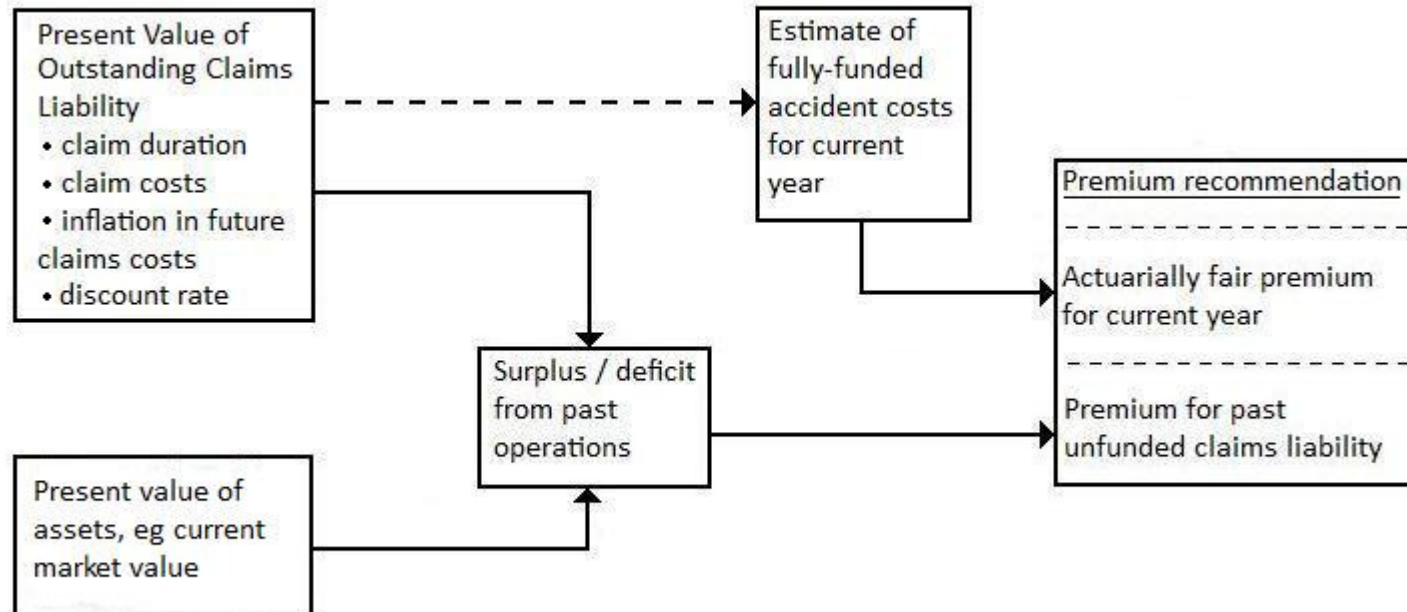 Present Value of
Outstanding Claims
Liability
• claim duration
• claim costs
• inflation in future
claims costs
• discount rate
Estimate of
fully-funded
accident costs
for current
year
Premium recommendation
Actuarially fair premium
for current year
Premium for past
unfunded claims liability
Surplus / deficit
from past
operations
Present value of
assets, eg current
market value